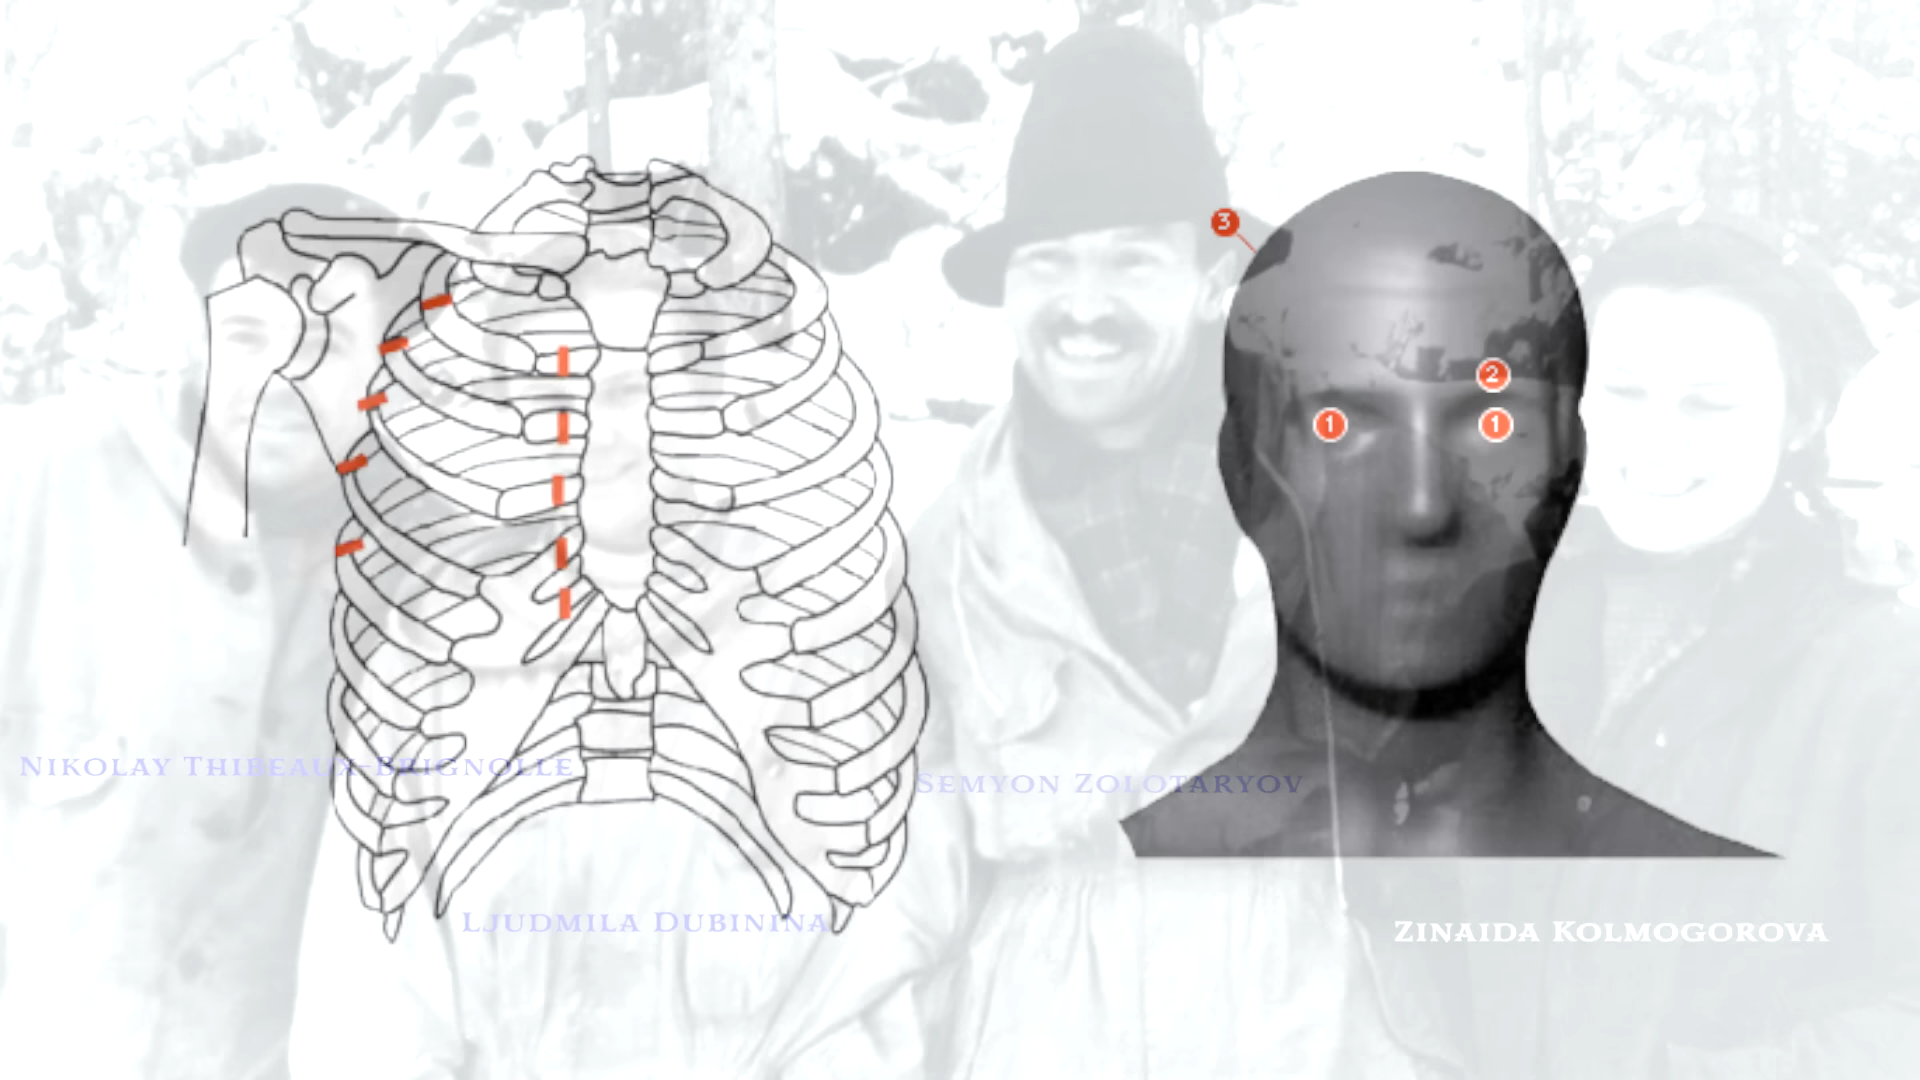 3
2
1
1
NIKOLAY THIBEAUX-BRIGNOLLE
SEMYON ZOLOTARYOV
LJUDMILA DUBININA
ZINAIDA KOLMOGOROVA